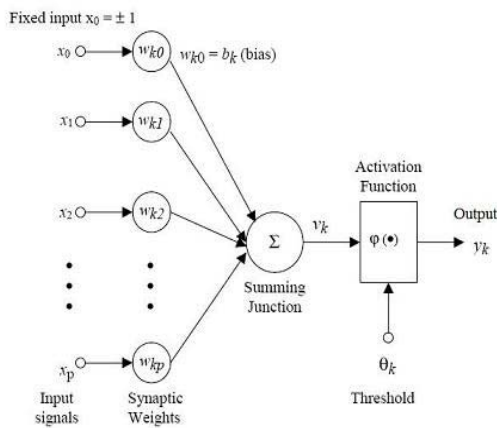 Fixed input x0 = ± 1
x0
wk0
wk0 = bk (bias)
x1
wk1
Activation
Function
x2
wk2
Σ
vk
φ(•)
Output
yk
Summing
Junction
xp
wkp
θk
Input
signals
Synaptic
Weights
Threshold